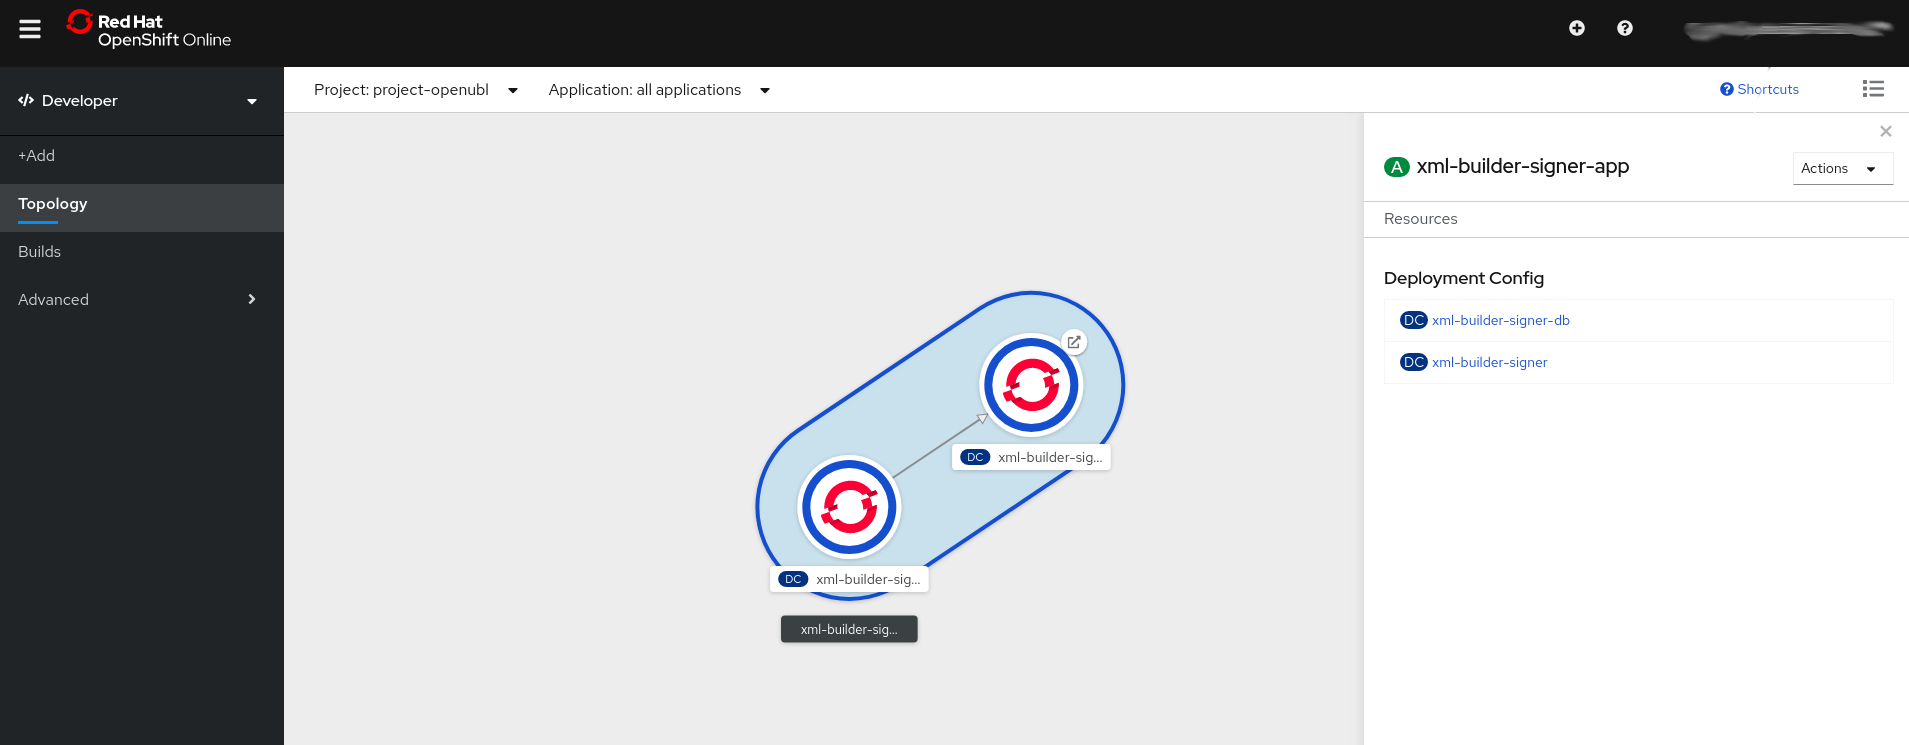 Red Hat
OpenShift Online
Developer
+Add
Topology
Builds
Advanced
Project: project-openubl
Application: all applications
Shortcuts
A xml-builder-signer-app
Actions
Resources
Deployment Config
DC xml-builder-signer-db
DC xml-builder-signer
DC xml-builder-sig...
DC xml-builder-sig...
xml-builder-sig...